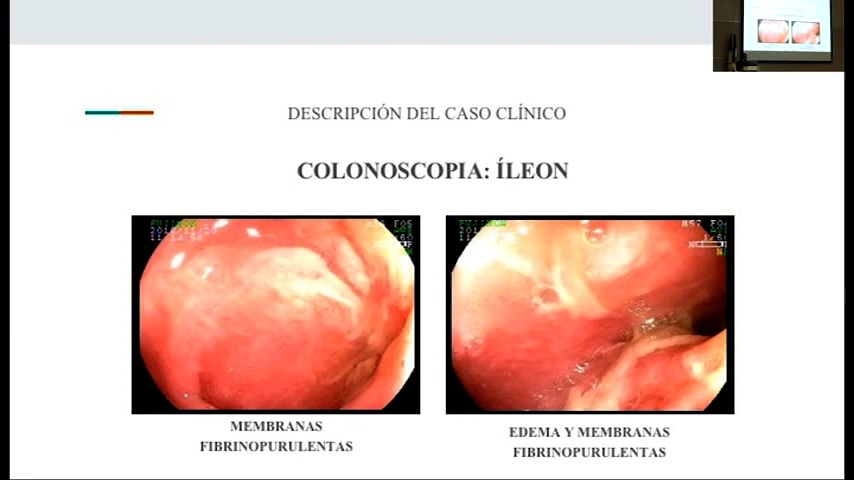 DESCRIPCIÓN DEL CASO CLÍNICO
COLONOSCOPIA: ÍLEON
MEMBRANAS
FIBRINOPURULENTAS
EDEMA Y MEMBRANAS
FIBRINOPURULENTAS